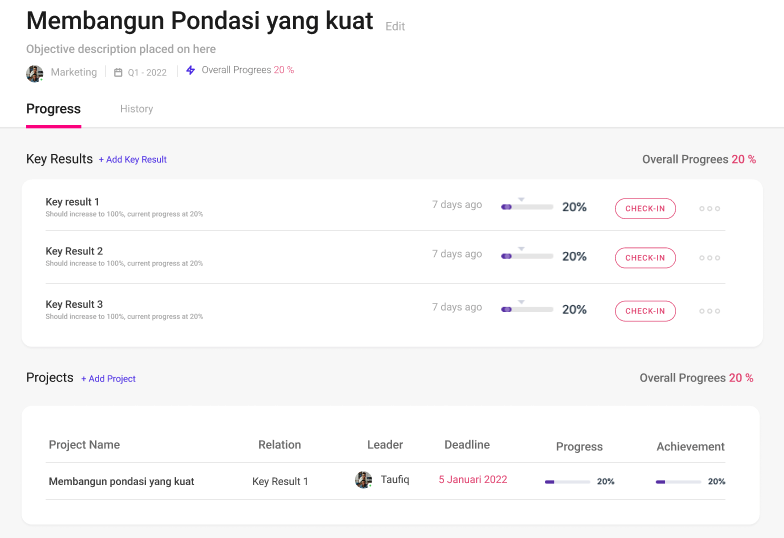 Membangun Pondasi yang kuat Edit
Objective description placed on here
Marketing Q1 - 2022 Overall Progrees 20 %
Progress History
Key Results + Add Key Result Overall Progrees 20 %
Key result 1 7 days ago 20% CHECK-IN
Should increase to 100%, current progress at 20%
Key Result 2 7 days ago 20% CHECK-IN
Should increase to 100%, current progress at 20%
Key Result 3 7 days ago 20% CHECK-IN
Should increase to 100%, current progress at 20%
Projects + Add Project Overall Progrees 20 %
Project Name Relation Leader Deadline Progress Achievement
Membangun pondasi yang kuat Key Result 1 Taufiq 5 Januari 2022 20% 20%